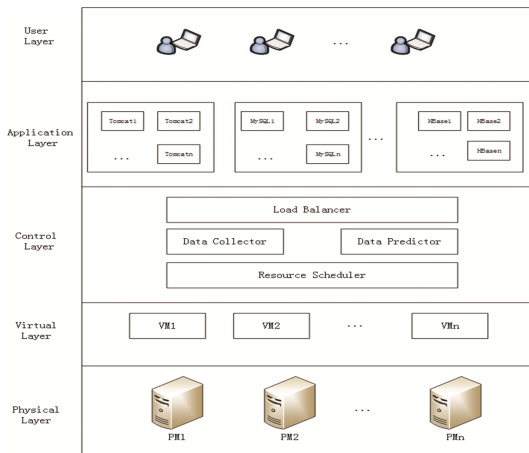 User
Layer
...
Application
Layer
Tomcat1 Tomcat2
... Tomcatn
MySQL1 MySQL2
... MySQLn
...
HBase1 HBase2
... HBasen
Control
Layer
Load Balancer
Data Collector Data Predictor
Resource Scheduler
Virtual
Layer
VM1 VM2 ... VMn
Physical
Layer
...
PM1 PM2 PMn